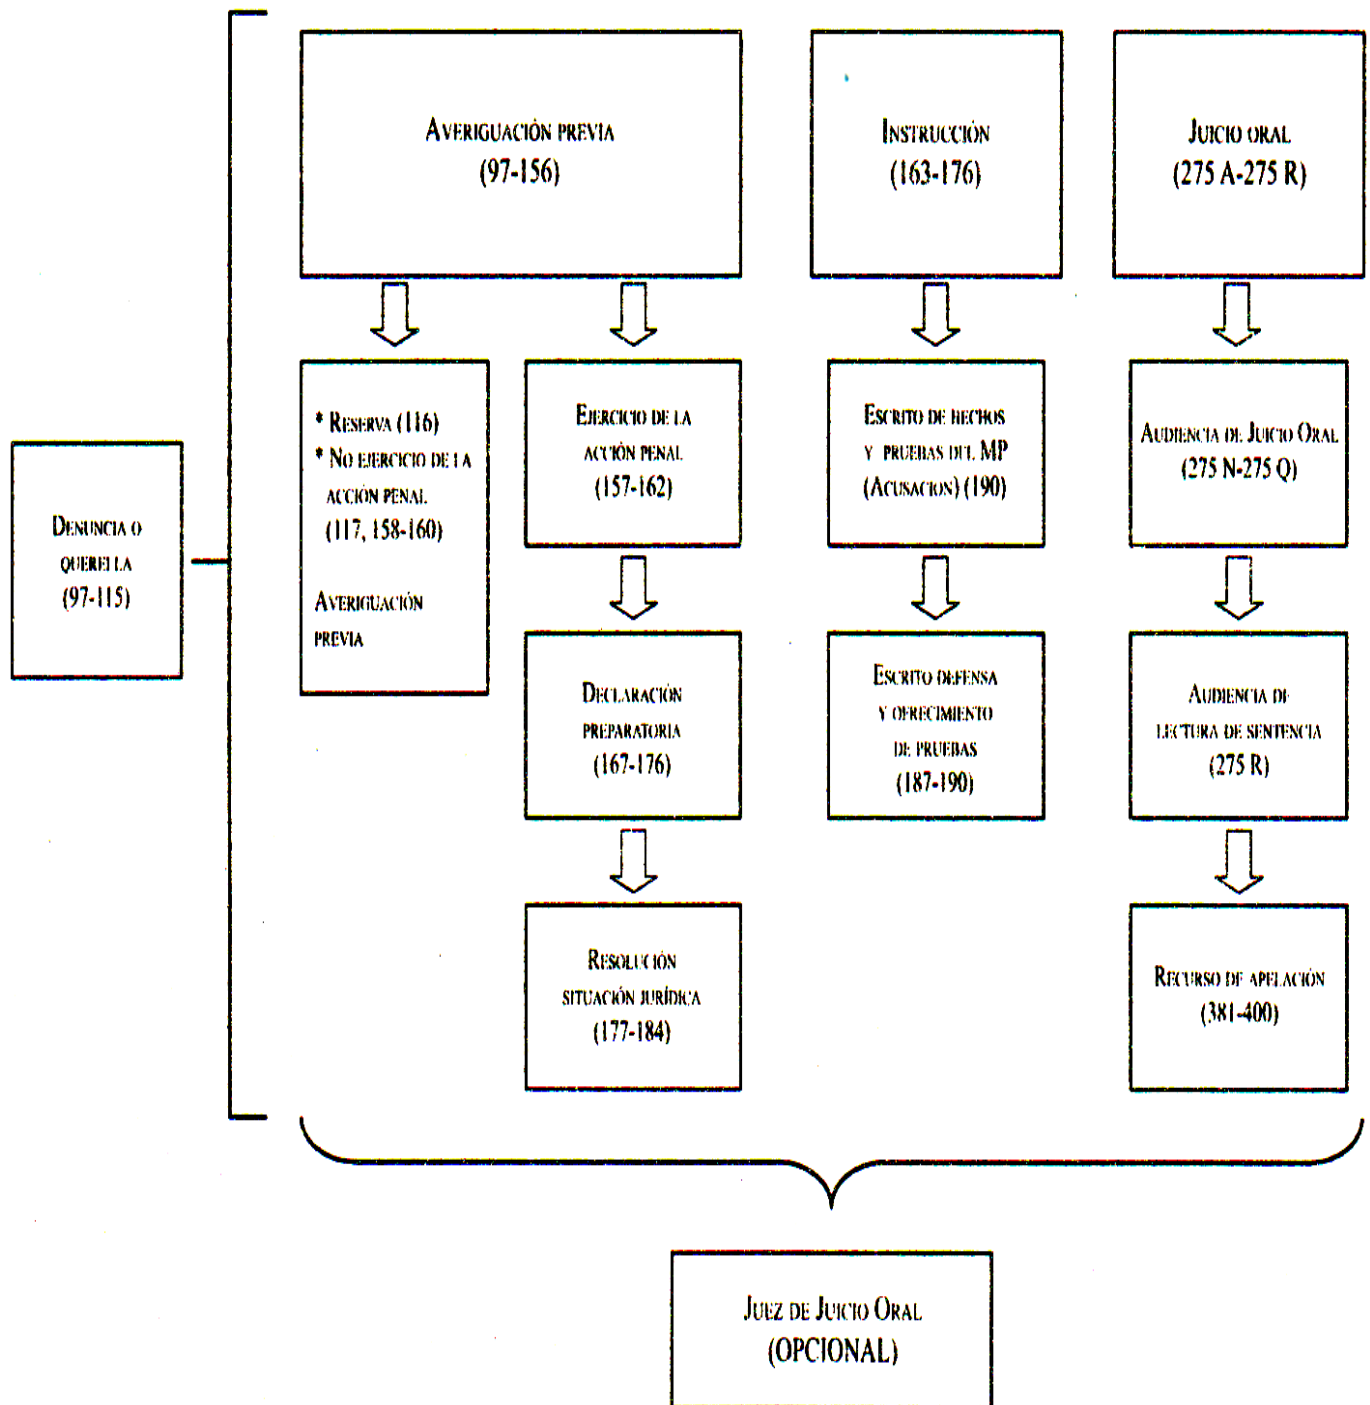 Denuncia o
querella
(97-115)
Averiguación previa
(97-156)
* Reserva (116)
* No ejercicio de la
acción penal
(117, 158-160)
Averiguación
previa
Ejercicio de la
acción penal
(157-162)
Declaración
preparatoria
(167-176)
Resolución
situación jurídica
(177-184)
Instrucción
(163-176)
Escrito de hechos
y pruebas del MP
(Acusacion) (190)
Escrito defensa
y ofrecimiento
de pruebas
(187-190)
Juicio oral
(275 A-275 R)
Audiencia de Juicio Oral
(275 N-275 Q)
Audiencia de
lectura de sentencia
(275 R)
Recurso de apelación
(381-400)
Juez de Juicio Oral
(OPCIONAL)